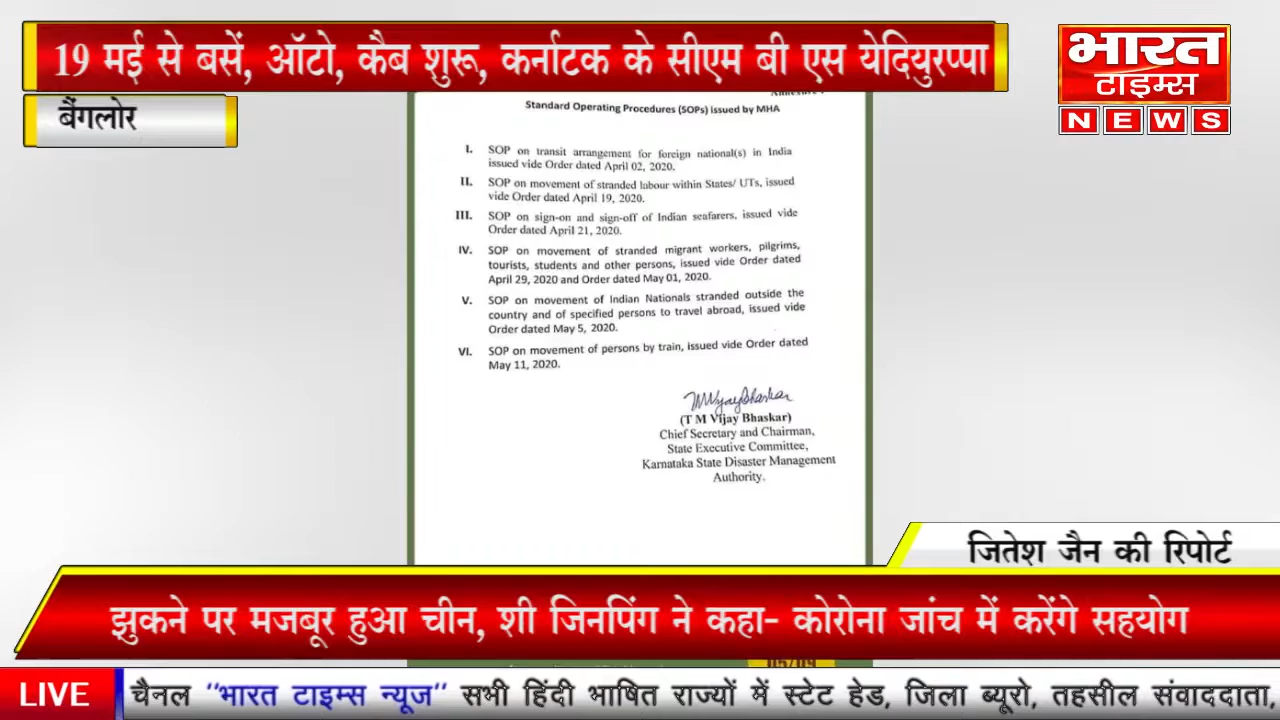 19 मई से बसें, ऑटो, कैब शुरू, कर्नाटक के सीएम बी एस येदियुरप्पा
बैंगलोर
भारत
टाइम्स
NEWS
Standard Operating Procedures (SOPs) issued by MHA
I. SOP on transit arrangement for foreign national(s) in India
issued vide Order dated April 02, 2020.
II. SOP on movement of stranded labour within States/ UTs, issued
vide Order dated April 19, 2020.
III. SOP on sign-on and sign-off of Indian seafarers, issued vide
Order dated April 21, 2020.
IV. SOP on movement of stranded migrant workers, pilgrims,
tourists, students and other persons, issued vide Order dated
April 29, 2020 and Order dated May 01, 2020.
V. SOP on movement of Indian Nationals stranded outside the
country and of specified persons to travel abroad, issued vide
Order dated May 5, 2020.
VI. SOP on movement of persons by train, issued vide Order dated
May 11, 2020.
MVijayBhaskar
(T M Vijay Bhaskar)
Chief Secretary and Chairman,
State Executive Committee,
Karnataka State Disaster Management
Authority.
जितेश जैन की रिपोर्ट
झुकने पर मजबूर हुआ चीन, शी जिनपिंग ने कहा- कोरोना जांच में करेंगे सहयोग
05/09
LIVE चैनल "भारत टाइम्स न्यूज" सभी हिंदी भाषित राज्यों में स्टेट हेड, जिला ब्यूरो, तहसील संवाददाता,